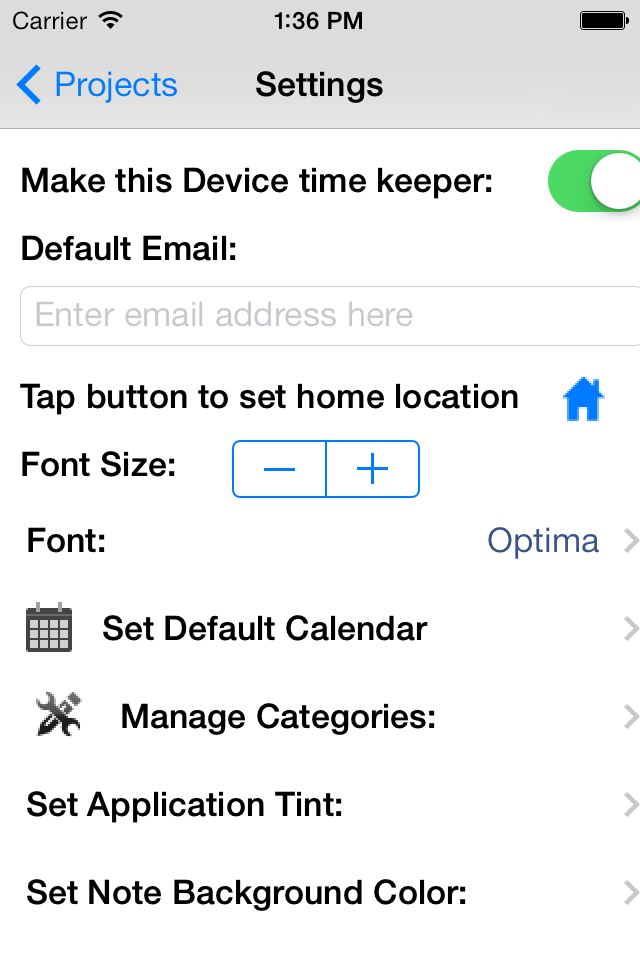 Carrier 1:36 PM
Projects Settings
Make this Device time keeper:
Default Email:
Enter email address here
Tap button to set home location
Font Size: − +
Font: Optima
Set Default Calendar
Manage Categories:
Set Application Tint:
Set Note Background Color: